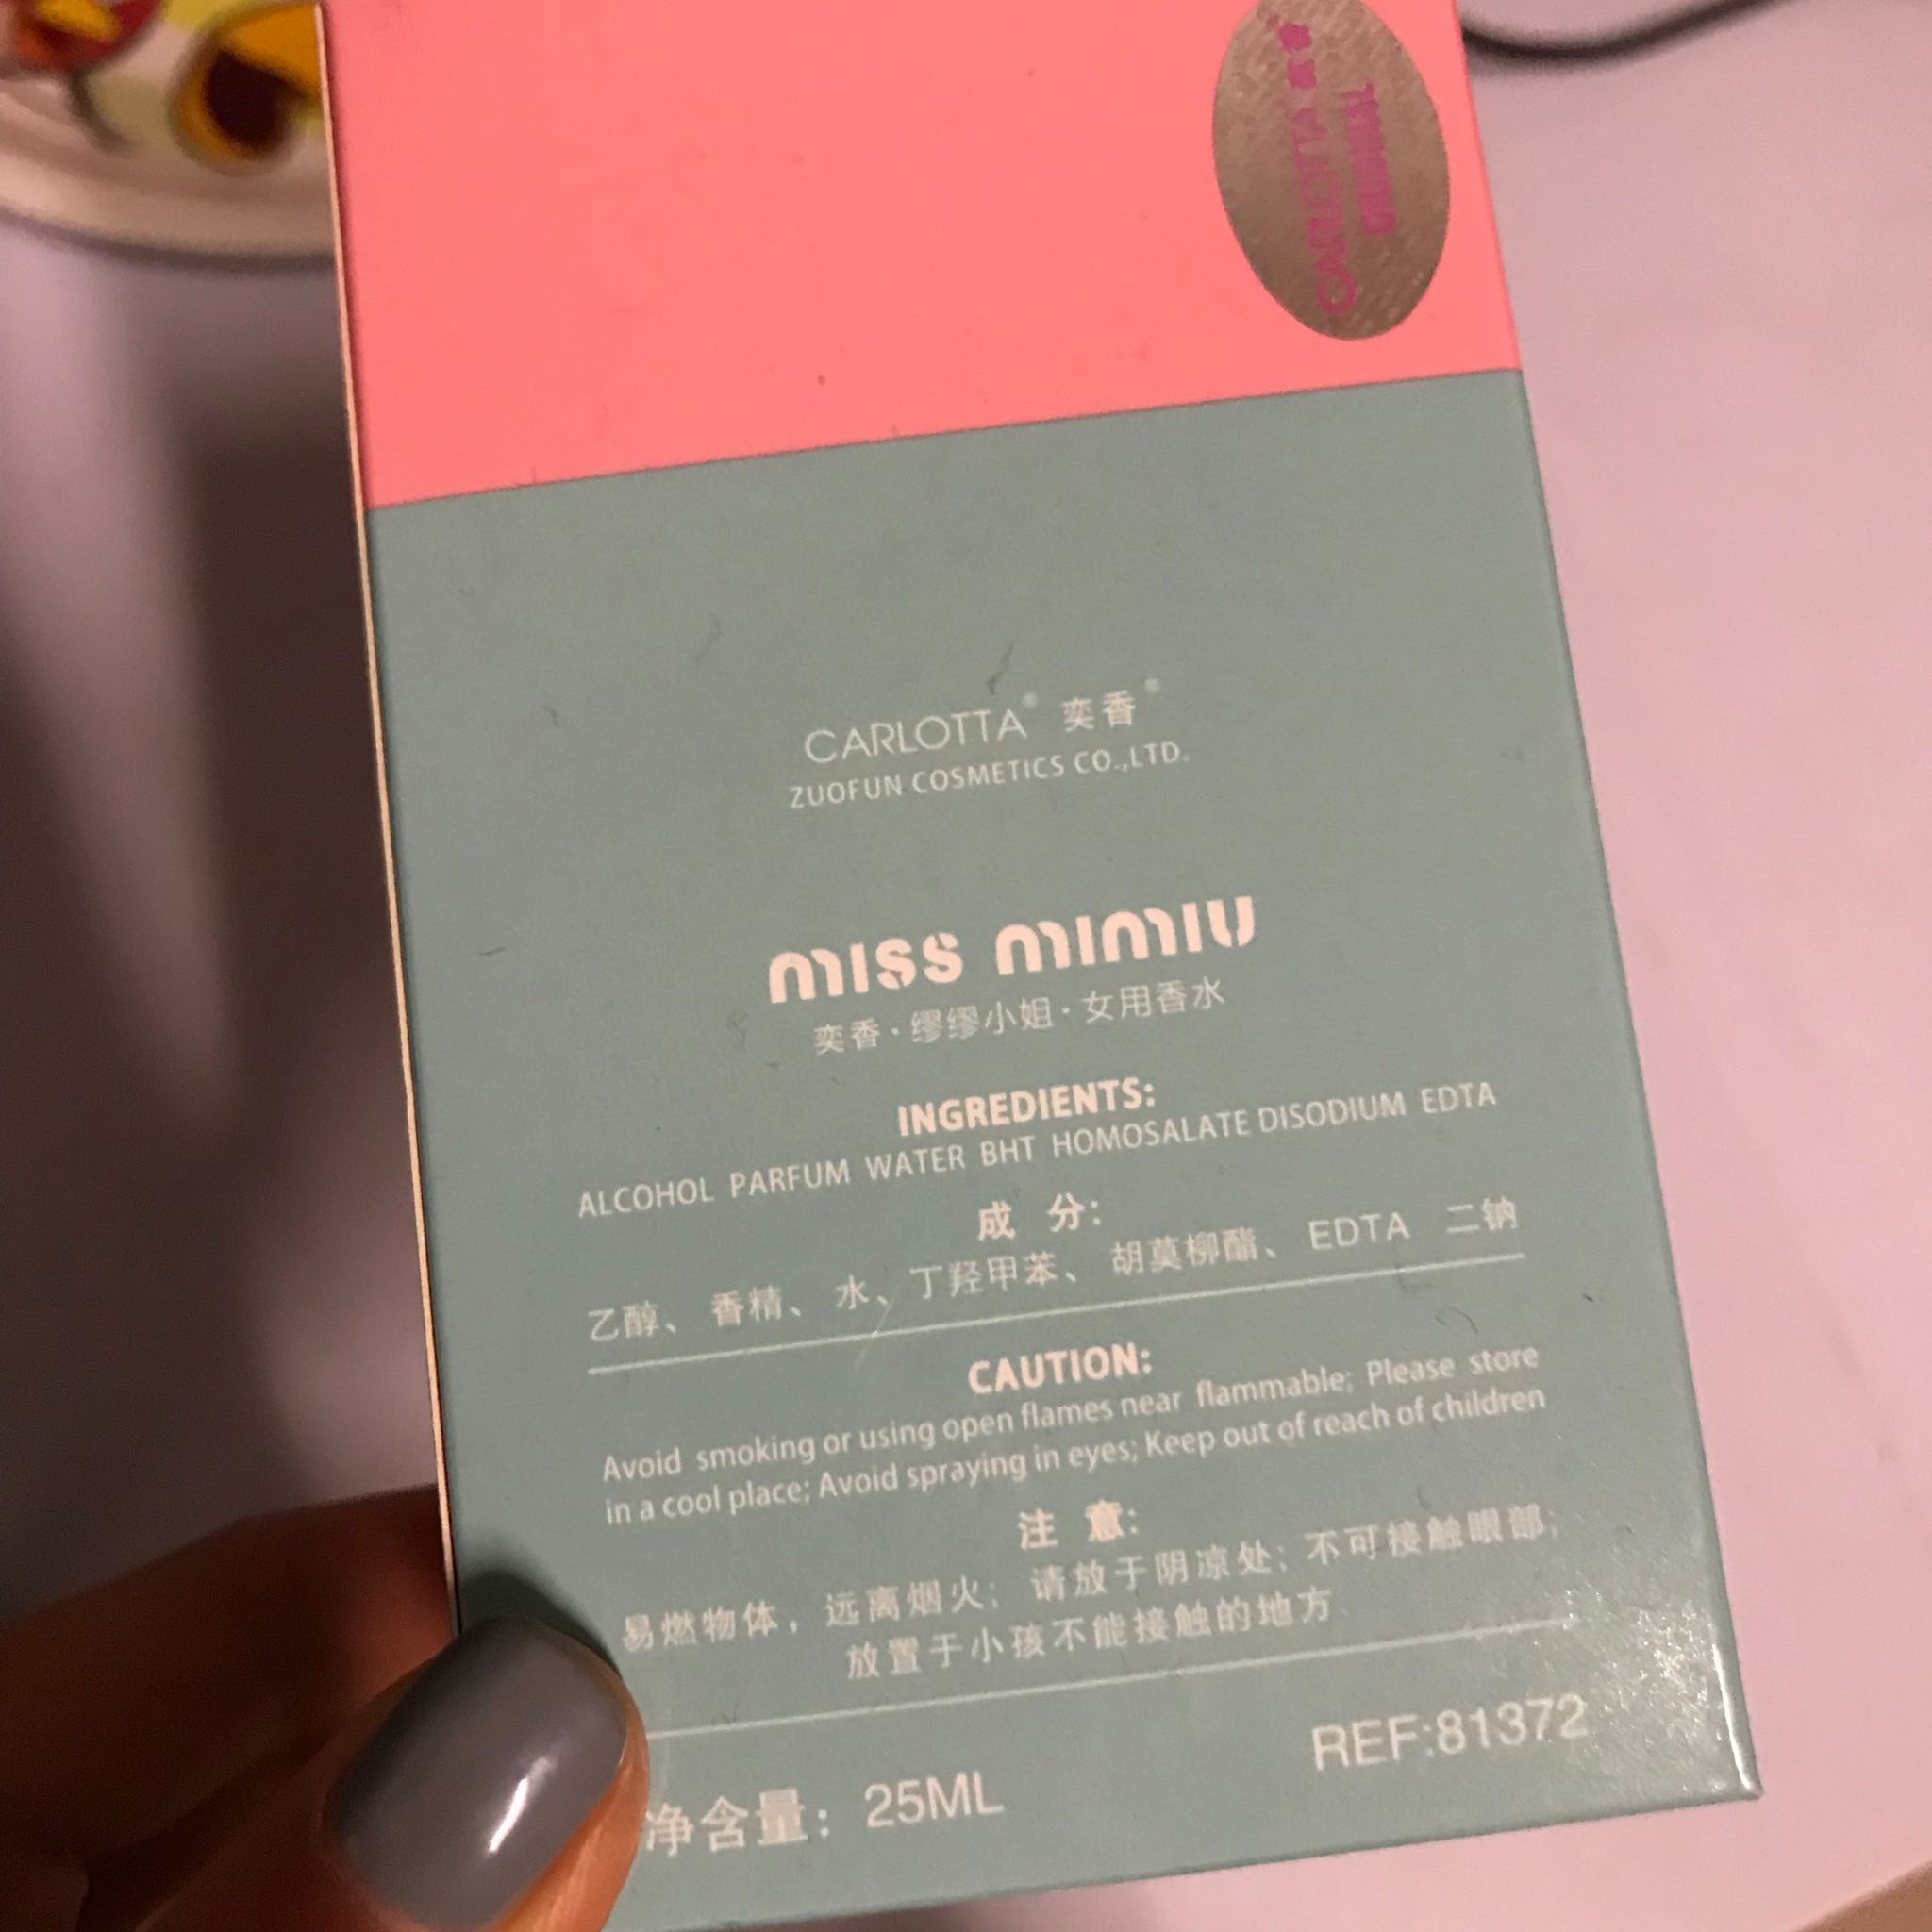 CARLOTTA
ORIGINAL
CARLOTTA® 奕香®
ZUOFUN COSMETICS CO.,LTD.
mıss mımıu
奕香·缪缪小姐·女用香水
INGREDIENTS:
ALCOHOL PARFUM WATER BHT HOMOSALATE DISODIUM EDTA
成 分:
乙醇、 香精、 水、丁羟甲苯、 胡莫柳酯、 EDTA 二钠
CAUTION:
Avoid smoking or using open flames near flammable; Please store
in a cool place; Avoid spraying in eyes; Keep out of reach of children
注 意:
易燃物体，远离烟火； 请放于阴凉处；不可接触眼部；
放置于小孩不能接触的地方
净含量： 25ML
REF:81372